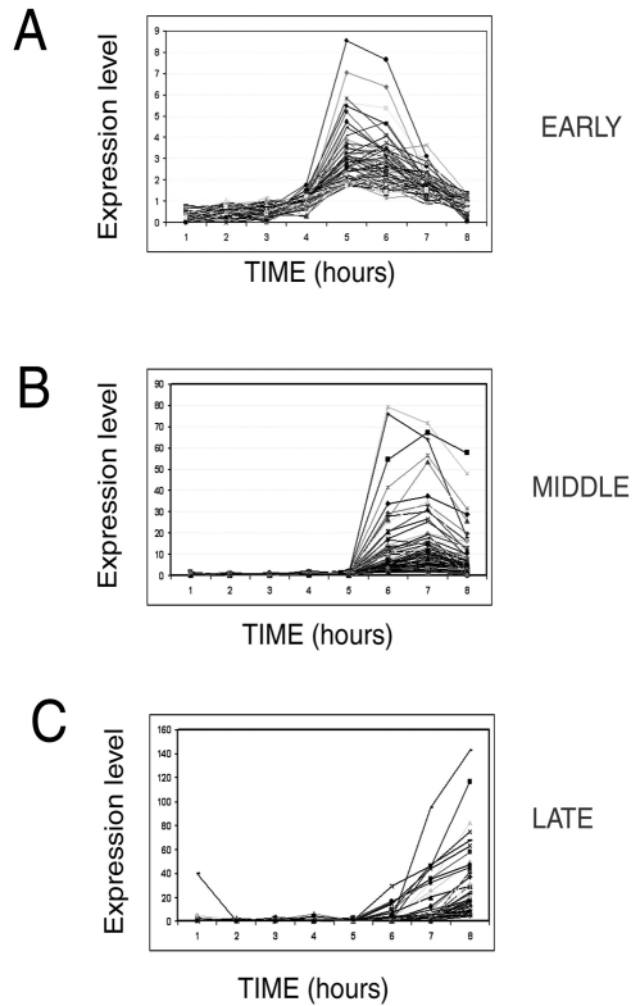 A
Expression level
9
8
7
6
5
4
3
2
1
0
1 2 3 4 5 6 7 8
TIME (hours)
EARLY
B
Expression level
90
80
70
60
50
40
30
20
10
0
1 2 3 4 5 6 7 8
TIME (hours)
MIDDLE
C
Expression level
160
140
120
100
80
60
40
20
0
1 2 3 4 5 6 7 8
TIME (hours)
LATE